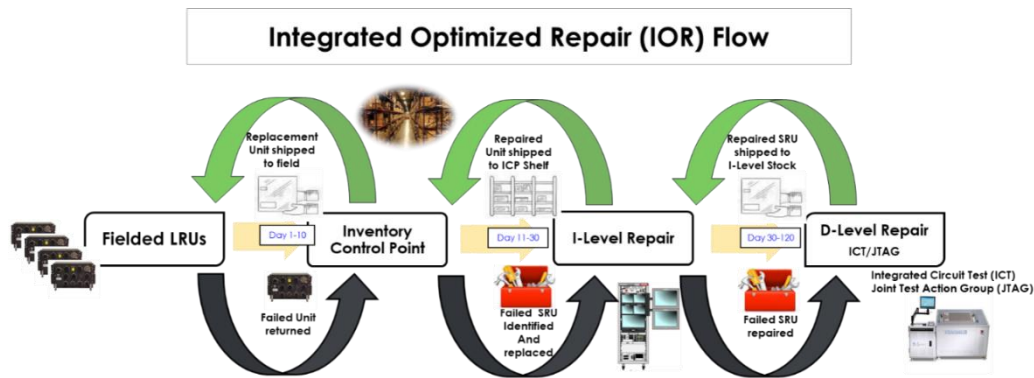 Integrated Optimized Repair (IOR) Flow
Replacement
Unit shipped
to field
Repaired
Unit shipped
to ICP Shelf
Repaired SRU
shipped to
I-Level Stock
Fielded LRUs
Day 1-10
Inventory
Control Point
Day 11-30
I-Level Repair
Day 30-120
D-Level Repair
ICT/JTAG
Failed Unit
returned
Failed SRU
Identified
And
replaced
Failed SRU
repaired
Integrated Circuit Test (ICT)
Joint Test Action Group (JTAG)